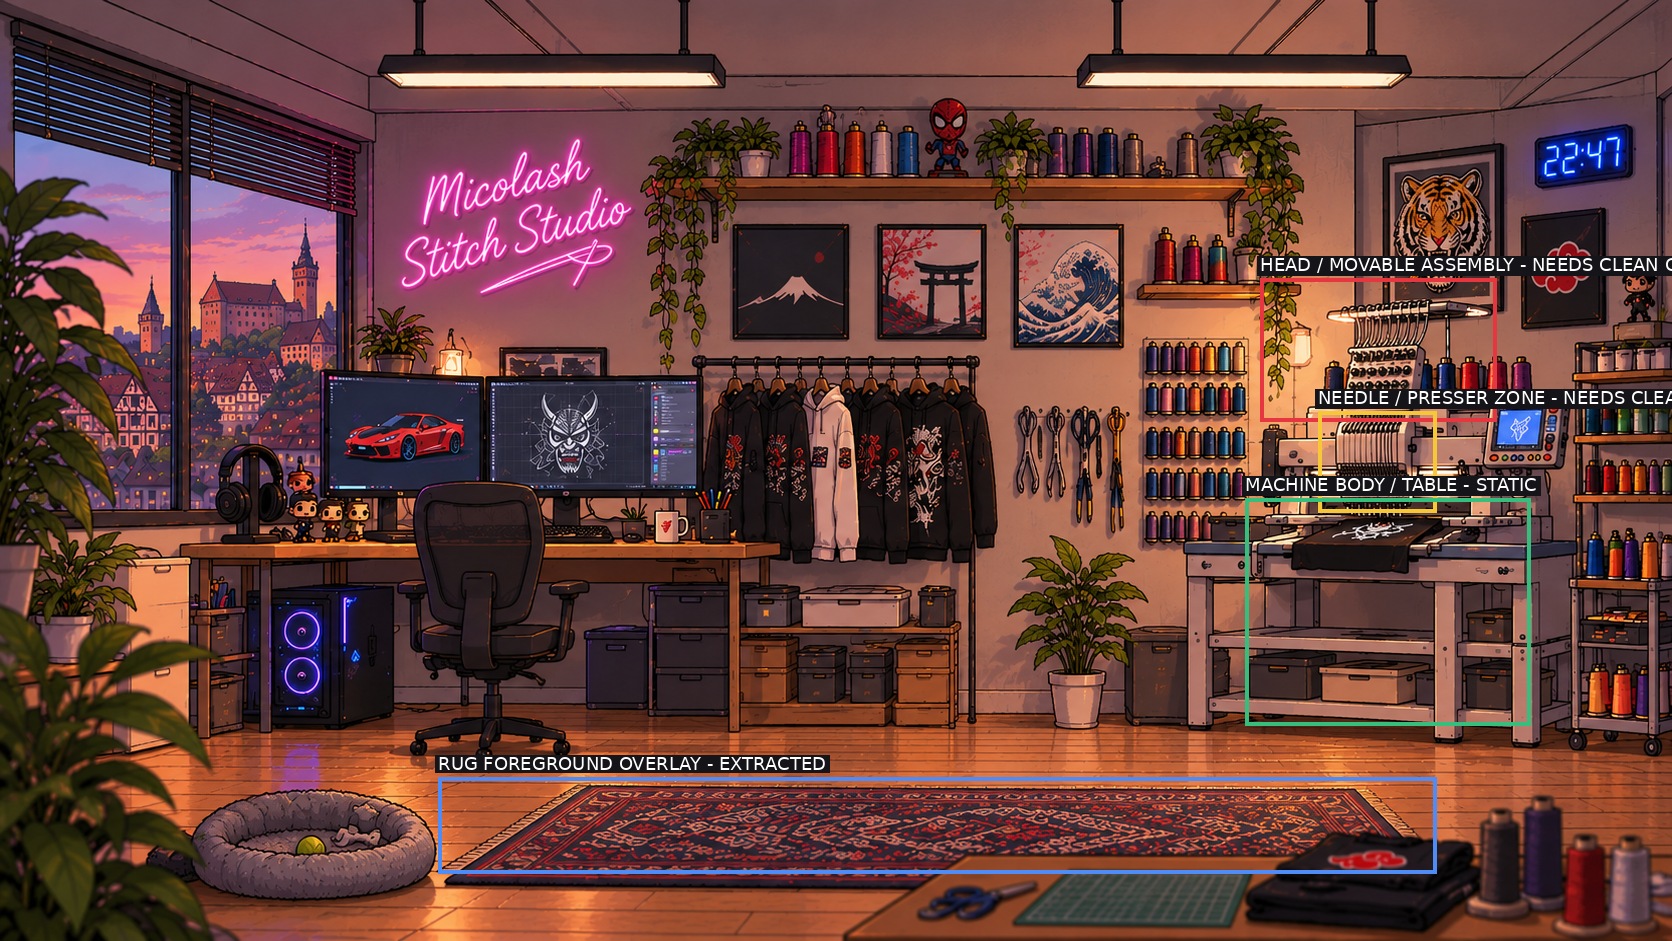 Micolash
Stitch Studio
22:47
HEAD / MOVABLE ASSEMBLY - NEEDS CLEAN
NEEDLE / PRESSER ZONE - NEEDS
MACHINE BODY / TABLE - STATIC
RUG FOREGROUND OVERLAY - EXTRACTED